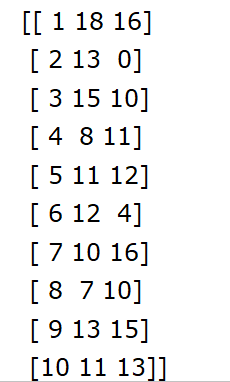 [[ 1 18 16]
[ 2 13  0]
[ 3 15 10]
[ 4  8 11]
[ 5 11 12]
[ 6 12  4]
[ 7 10 16]
[ 8  7 10]
[ 9 13 15]
[10 11 13]]